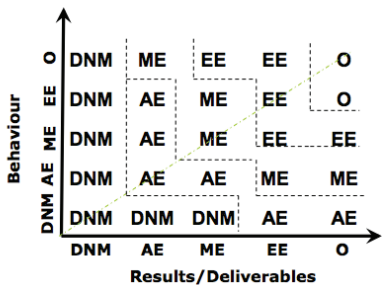 O DNM ME EE EE O
EE DNM AE ME EE O
ME DNM AE ME EE EE
AE DNM AE AE ME ME
DNM DNM DNM DNM AE AE
DNM AE ME EE O
Behaviour
Results/Deliverables